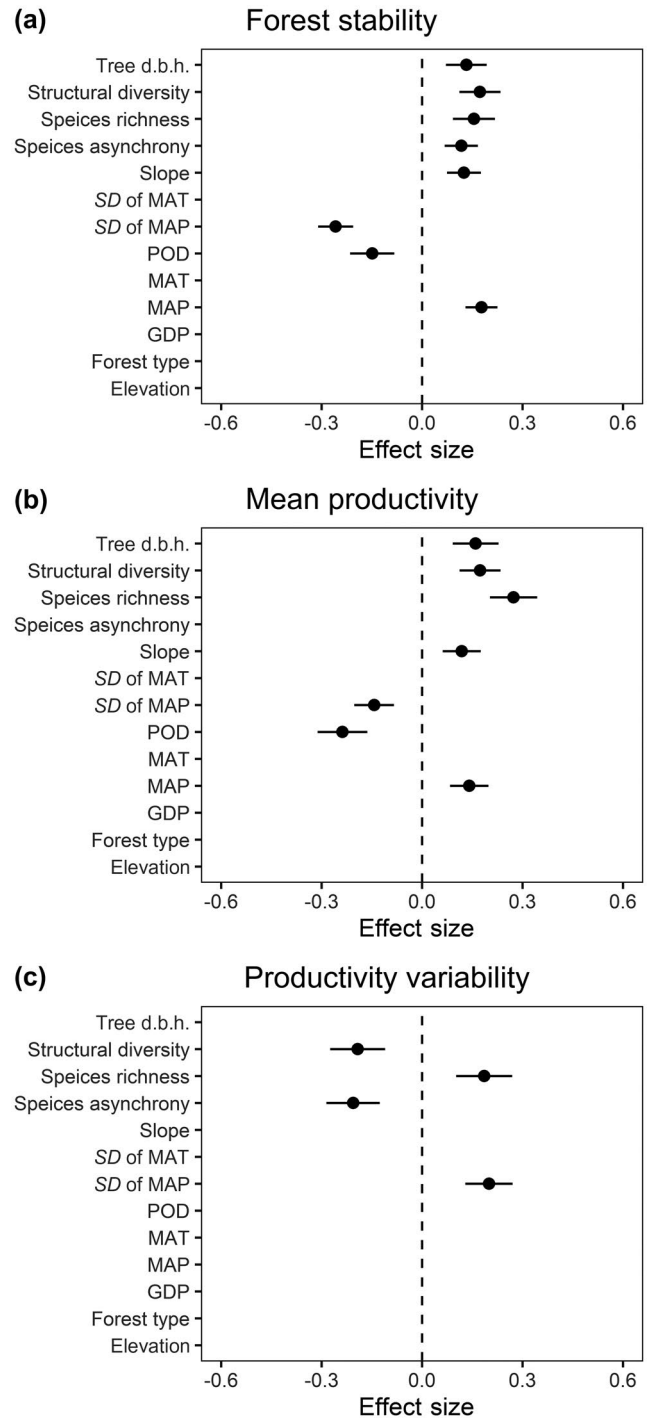 (a) Forest stability
Tree d.b.h.
Structural diversity
Speices richness
Speices asynchrony
Slope
SD of MAT
SD of MAP
POD
MAT
MAP
GDP
Forest type
Elevation
-0.6 -0.3 0.0 0.3 0.6
Effect size
(b) Mean productivity
Tree d.b.h.
Structural diversity
Speices richness
Speices asynchrony
Slope
SD of MAT
SD of MAP
POD
MAT
MAP
GDP
Forest type
Elevation
-0.6 -0.3 0.0 0.3 0.6
Effect size
(c) Productivity variability
Tree d.b.h.
Structural diversity
Speices richness
Speices asynchrony
Slope
SD of MAT
SD of MAP
POD
MAT
MAP
GDP
Forest type
Elevation
-0.6 -0.3 0.0 0.3 0.6
Effect size